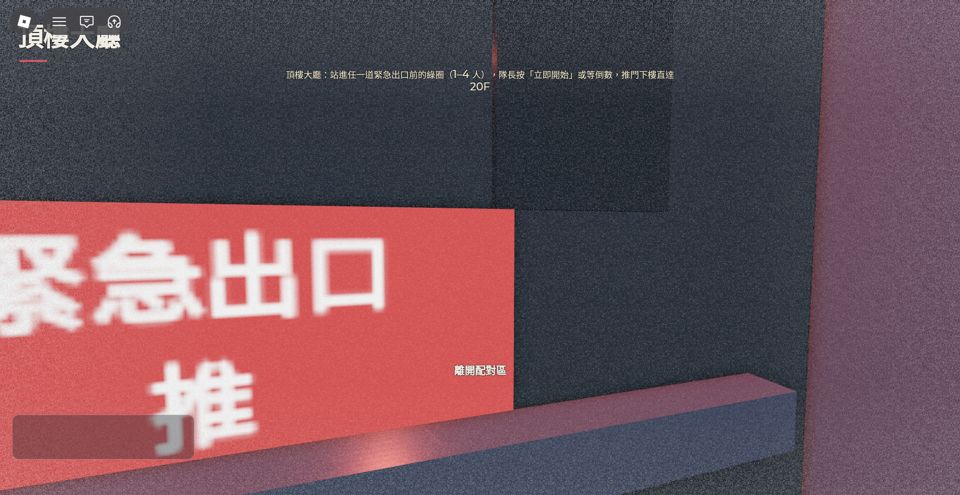 頂樓大廳
頂樓大廳：站進任一道緊急出口前的綠圈（1–4 人），隊長按「立即開始」或等倒數，推門下樓直達
20F
緊急出口
推
離開配對區